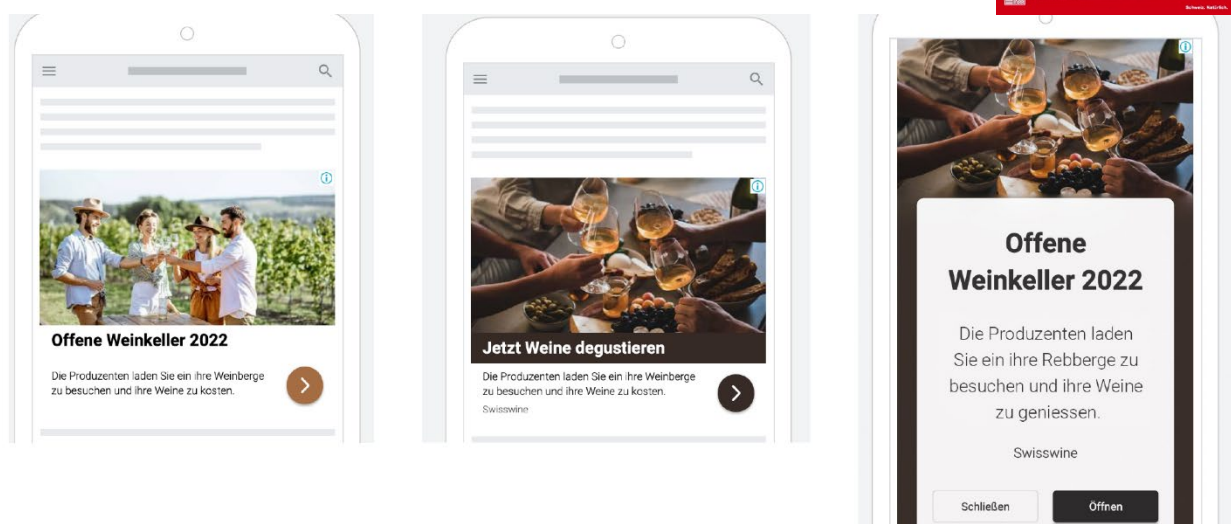 Schweiz. Natürlich.
Offene Weinkeller 2022
Die Produzenten laden Sie ein ihre Weinberge
zu besuchen und ihre Weine zu kosten.
Jetzt Weine degustieren
Die Produzenten laden Sie ein ihre Weinberge
zu besuchen und ihre Weine zu kosten.
Swisswine
Offene
Weinkeller 2022
Die Produzenten laden
Sie ein ihre Rebberge zu
besuchen und ihre Weine
zu geniessen.
Swisswine
Schließen
Öffnen